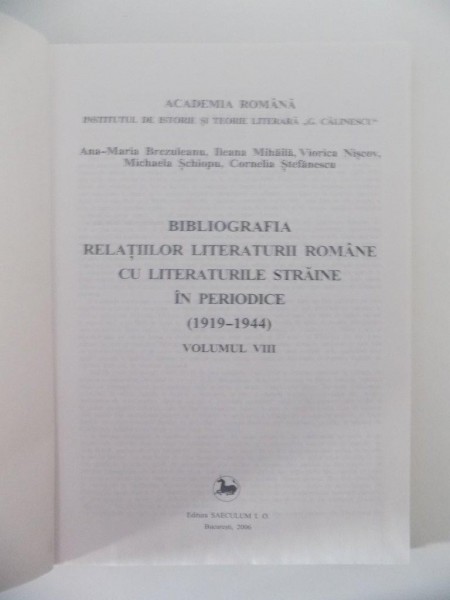 ACADEMIA ROMÂNĂ
INSTITUTUL DE ISTORIE ȘI TEORIE LITERARĂ „G. CĂLINESCU”
Ana-Maria Brezuleanu, Ileana Mihăilă, Viorica Nișcov,
Michaela Șchiopu, Cornelia Ștefănescu
BIBLIOGRAFIA
RELAȚIILOR LITERATURII ROMÂNE
CU LITERATURILE STRĂINE
ÎN PERIODICE
(1919-1944)
VOLUMUL VIII
Editura SAECULUM I. O.
București, 2006